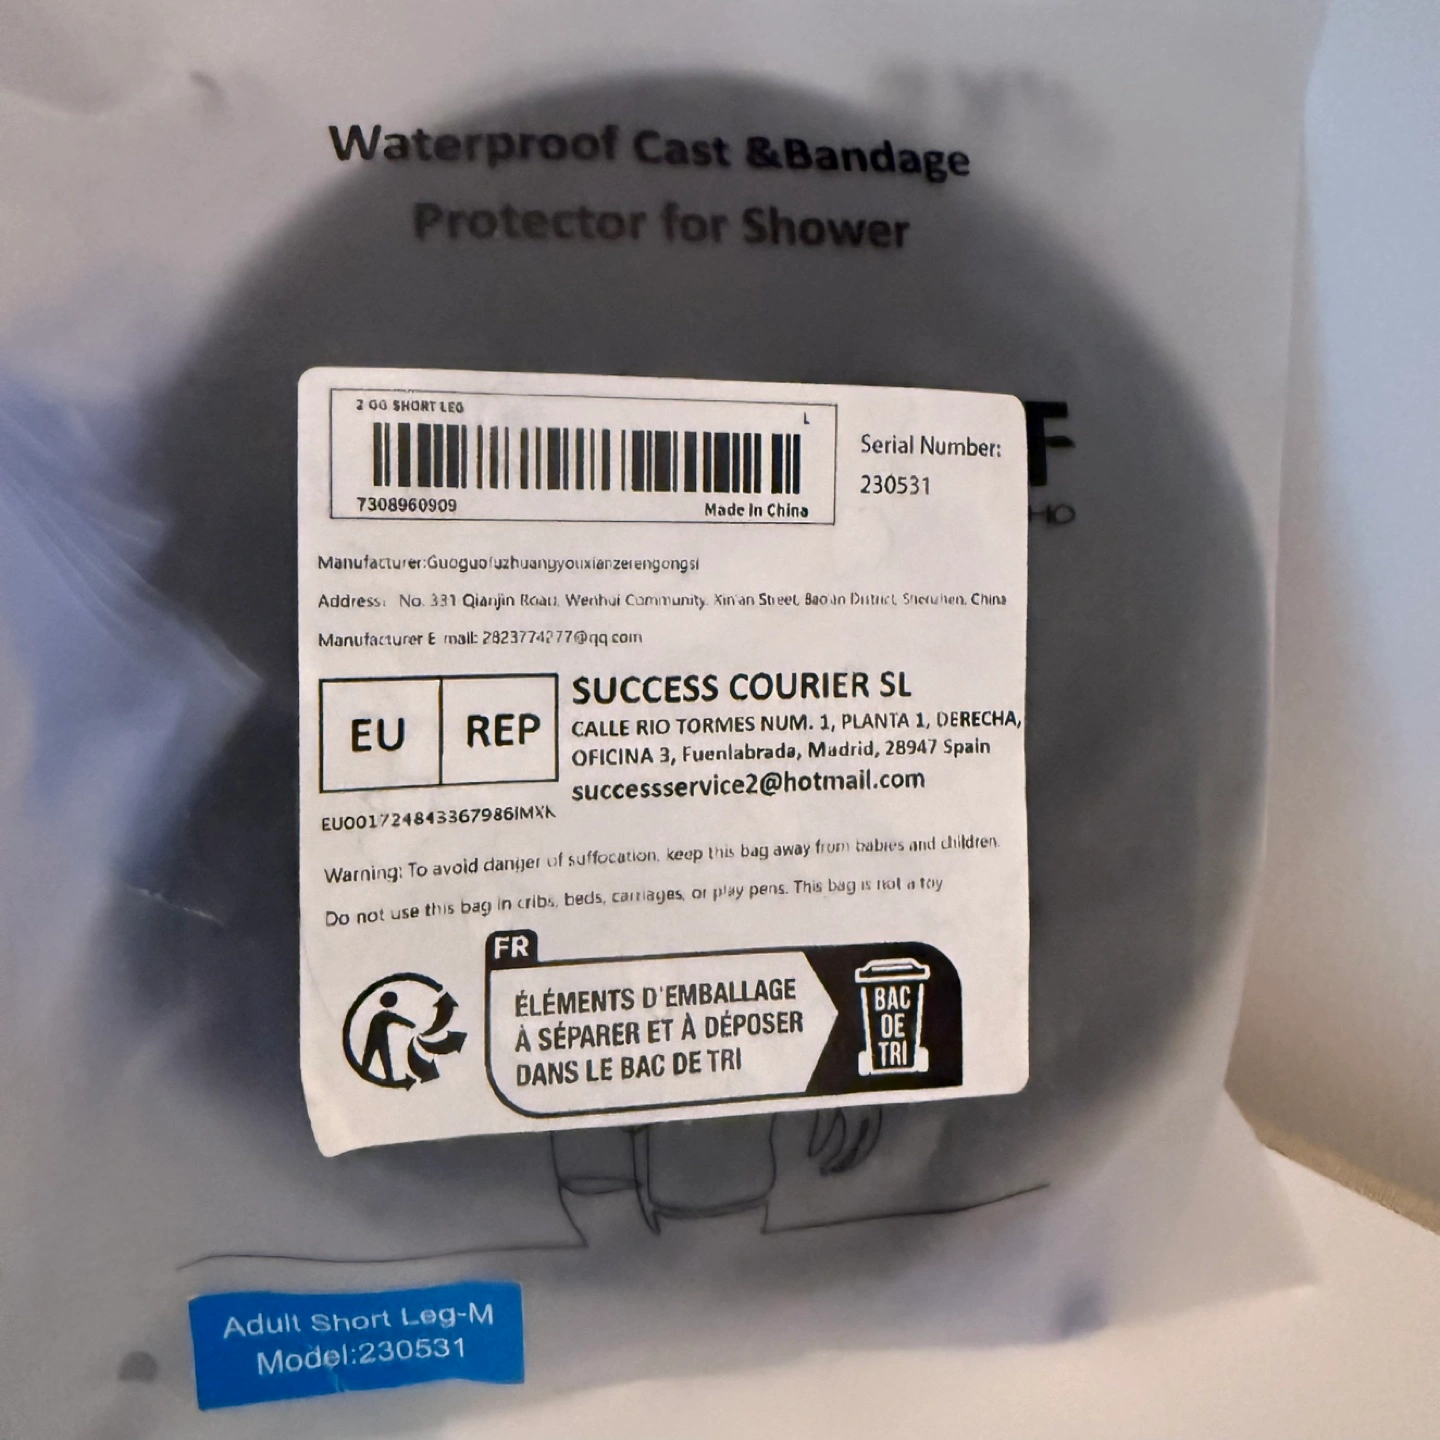 Waterproof Cast &Bandage
Protector for Shower
2 GG SHORT LEG
L
7308960909
Made In China
Serial Number:
230531
F
HO
Manufacturer:Guoguofuzhuangyouxianzerengongsi
Address: No. 331 Qianjin Road, Wenhui Community, Xin'an Street, Bao'an District, Shenzhen, China
Manufacturer E-mail: 2823774277@qq.com
EU REP
SUCCESS COURIER SL
CALLE RIO TORMES NUM. 1, PLANTA 1, DERECHA,
OFICINA 3, Fuenlabrada, Madrid, 28947 Spain
successservice2@hotmail.com
Warning: To avoid danger of suffocation, keep this bag away from babies and children.
Do not use this bag in cribs, beds, carriages, or play pens. This bag is not a toy
FR
ÉLÉMENTS D'EMBALLAGE
À SÉPARER ET À DÉPOSER
DANS LE BAC DE TRI
BAC
DE
TRI
Adult Short Leg-M
Model:230531